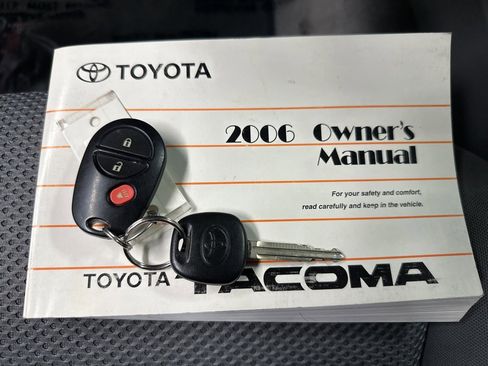 TOYOTA
2006 Owner's
Manual
For your safety and comfort,
read carefully and keep in the vehicle.
TOYOTA TACOMA